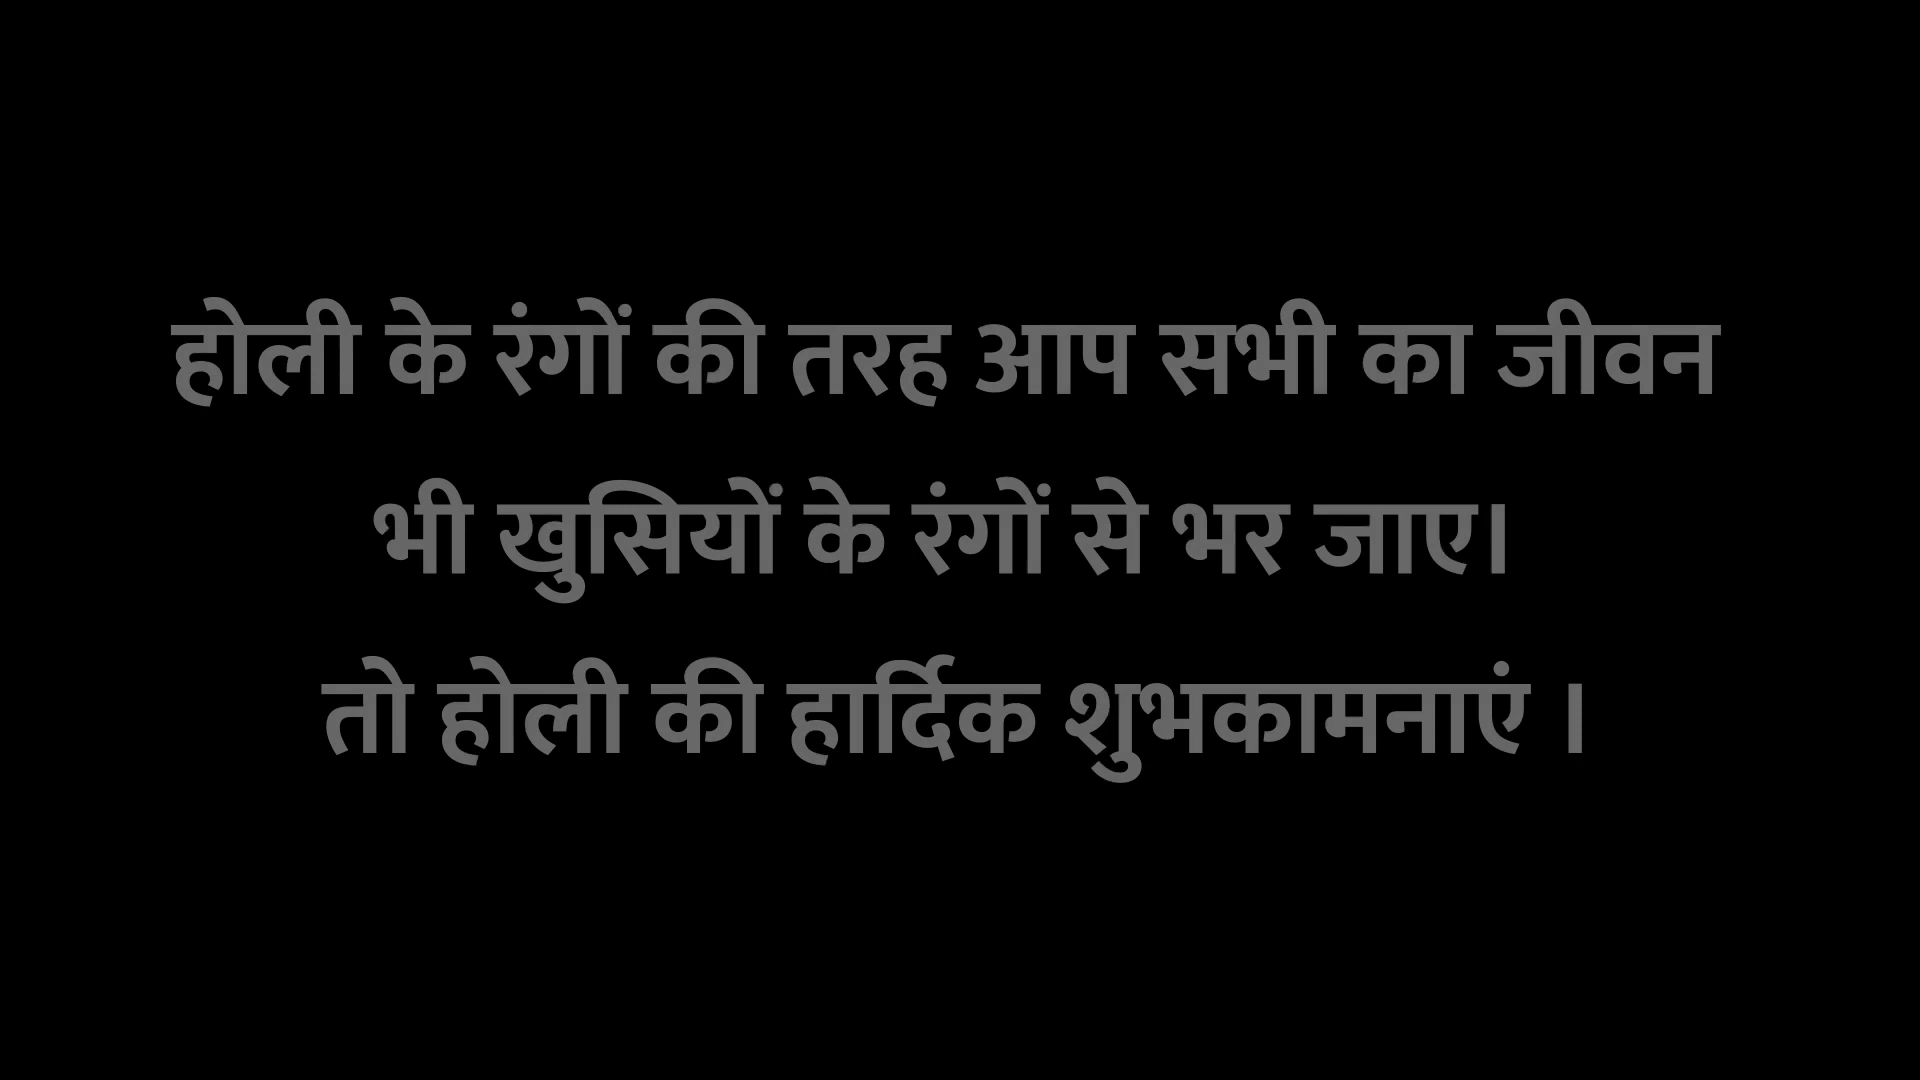 होली के रंगों की तरह आप सभी का जीवन
भी खुसियों के रंगों से भर जाए।
तो होली की हार्दिक शुभकामनाएं ।